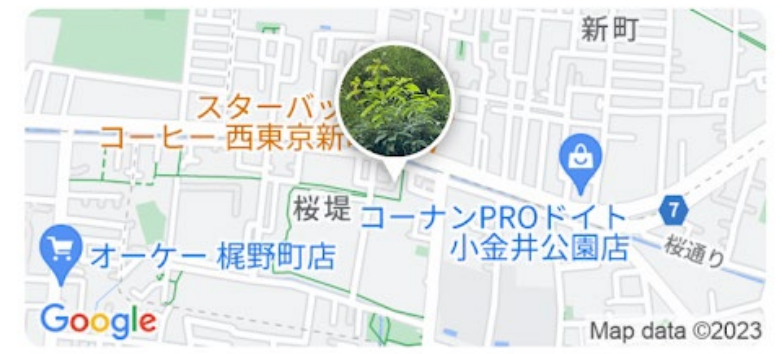 新町
スターバッ
コーヒー 西東京新
桜堤
コーナンPROドイト
小金井公園店
7
桜通り
オーケー 梶野町店
Google
Map data ©2023